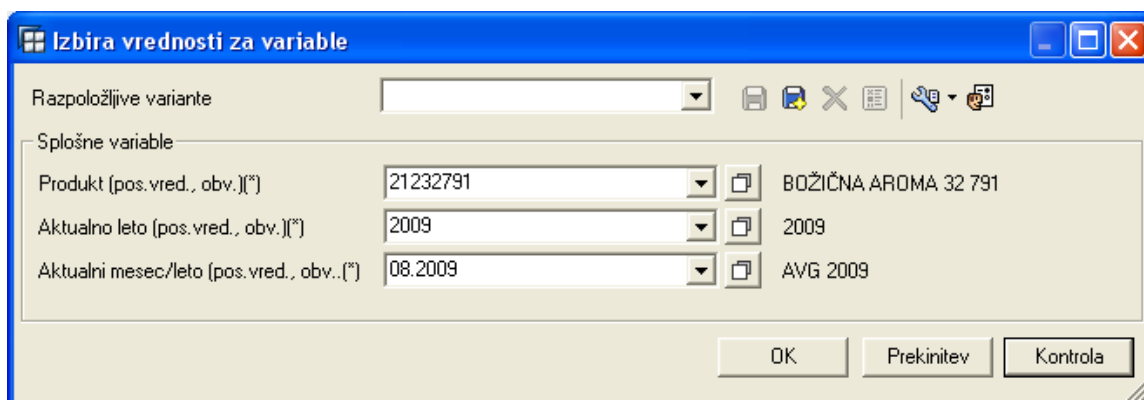 Izbira vrednosti za variable
Razpoložljive variante
Splošne variable
Produkt (pos.vred., obv.)(*) 21232791 BOŽIČNA AROMA 32 791
Aktualno leto (pos.vred., obv.)(*) 2009 2009
Aktualni mesec/leto (pos.vred., obv..(*) 08.2009 AVG 2009
OK Prekinitev Kontrola